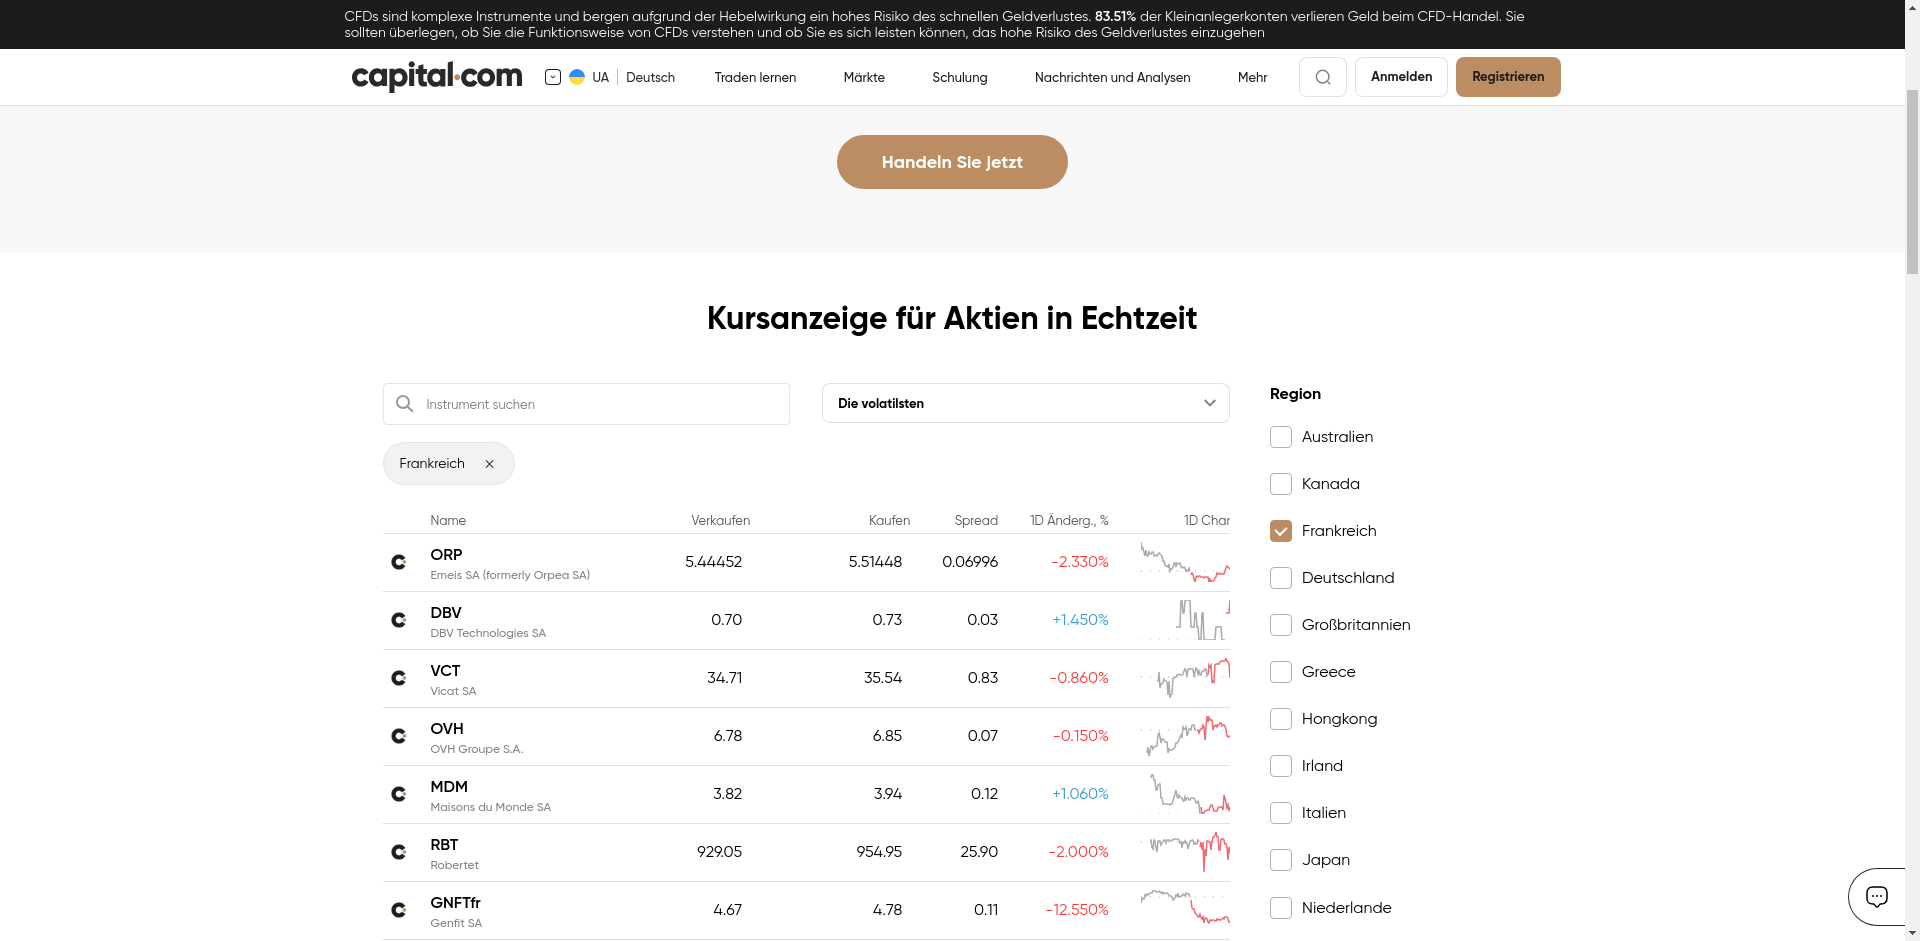 CFDs sind komplexe Instrumente und bergen aufgrund der Hebelwirkung ein hohes Risiko des schnellen Geldverlustes. 83.51% der Kleinanlegerkonten verlieren Geld beim CFD-Handel. Sie
sollten überlegen, ob Sie die Funktionsweise von CFDs verstehen und ob Sie es sich leisten können, das hohe Risiko des Geldverlustes einzugehen
capital.com UA Deutsch Traden lernen Märkte Schulung Nachrichten und Analysen Mehr Anmelden Registrieren
Handeln Sie jetzt
Kursanzeige für Aktien in Echtzeit
Instrument suchen
Die volatilsten
Frankreich
Name Verkaufen Kaufen Spread 1D Änderg., % 1D Char
ORP 5.44452 5.51448 0.06996 -2.330%
Emeis SA (formerly Orpea SA)
DBV 0.70 0.73 0.03 +1.450%
DBV Technologies SA
VCT 34.71 35.54 0.83 -0.860%
Vicat SA
OVH 6.78 6.85 0.07 -0.150%
OVH Groupe S.A.
MDM 3.82 3.94 0.12 +1.060%
Maisons du Monde SA
RBT 929.05 954.95 25.90 -2.000%
Robertet
GNFTfr 4.67 4.78 0.11 -12.550%
Genfit SA
Region
Australien
Kanada
Frankreich
Deutschland
Großbritannien
Greece
Hongkong
Irland
Italien
Japan
Niederlande